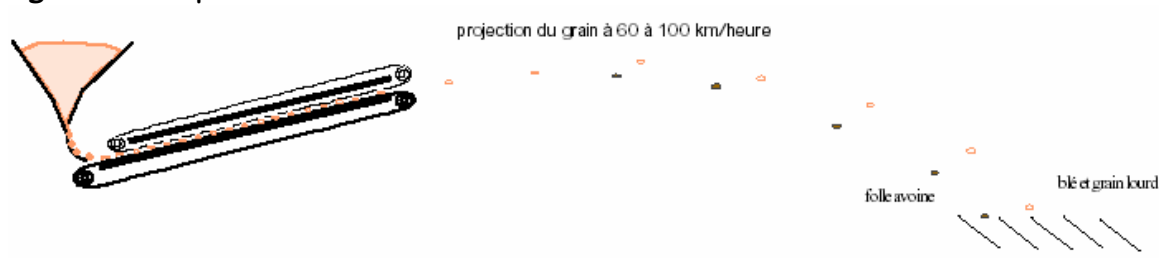 projection du grain à 60 à 100 km/heure
blé et grain lourd
folle avoine